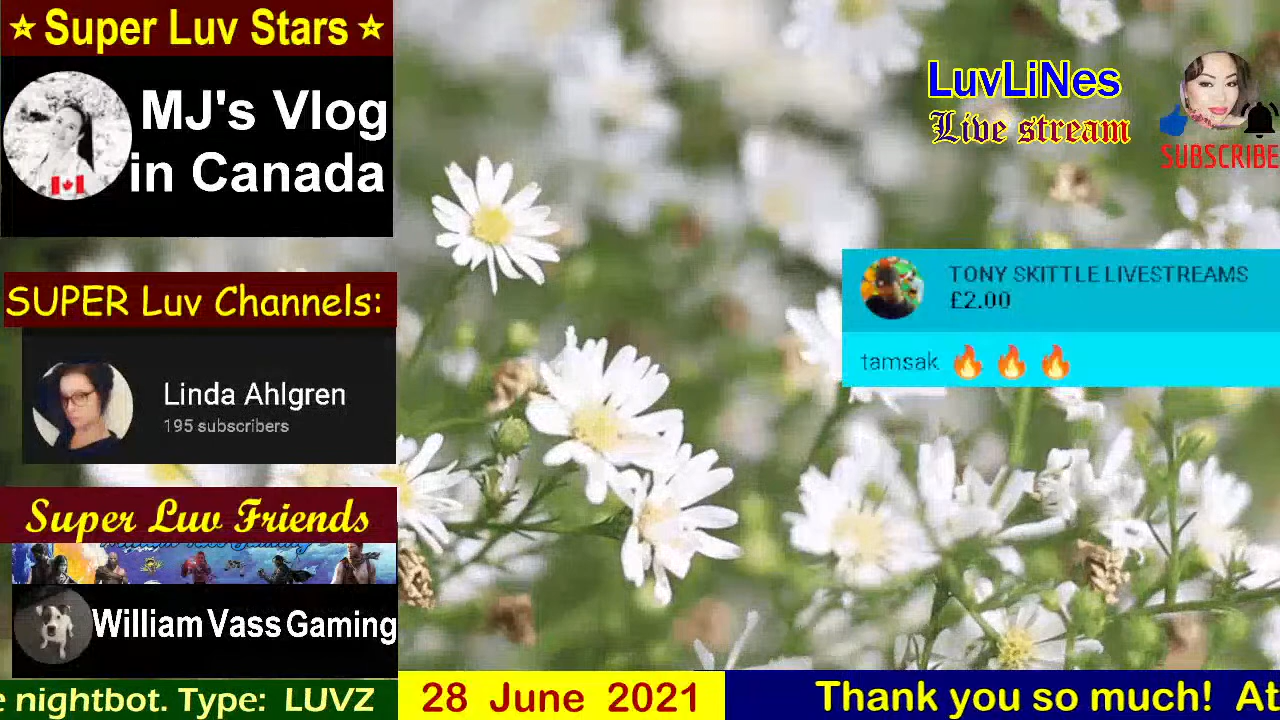 ☆ Super Luv Stars ☆
MJ's Vlog
in Canada
SUPER Luv Channels:
Linda Ahlgren
195 subscribers
Super Luv Friends
William Vass Gaming
e nightbot. Type: LUVZ
28 June 2021
Thank you so much! At
LuvLiNes
Live stream
SUBSCRIBE
TONY SKITTLE LIVESTREAMS
£2.00
tamsak 🔥 🔥 🔥